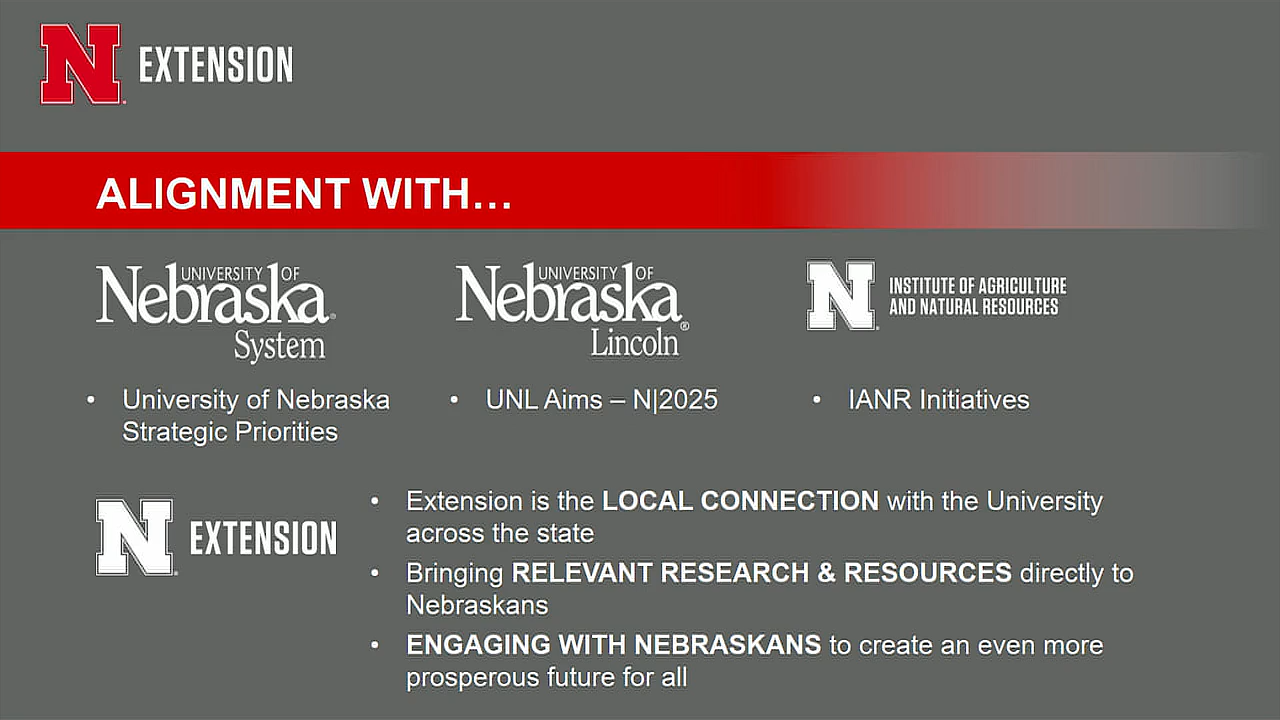 N EXTENSION
ALIGNMENT WITH…
UNIVERSITY OF
Nebraska®
System
UNIVERSITY OF
Nebraska®
Lincoln
N INSTITUTE OF AGRICULTURE
AND NATURAL RESOURCES
• University of Nebraska
Strategic Priorities
• UNL Aims – N|2025
• IANR Initiatives
N EXTENSION
• Extension is the LOCAL CONNECTION with the University
across the state
• Bringing RELEVANT RESEARCH & RESOURCES directly to
Nebraskans
• ENGAGING WITH NEBRASKANS to create an even more
prosperous future for all